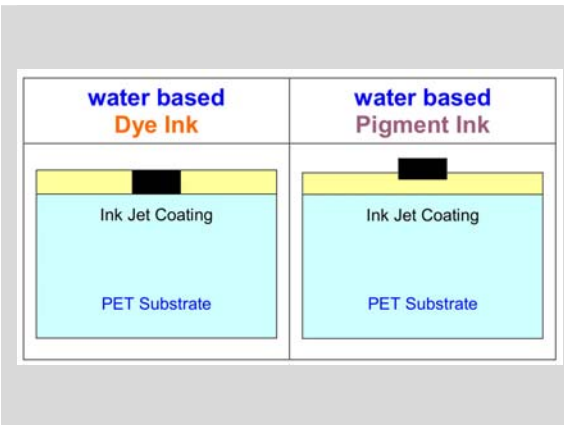 water based
Dye Ink
water based
Pigment Ink
Ink Jet Coating
PET Substrate
Ink Jet Coating
PET Substrate